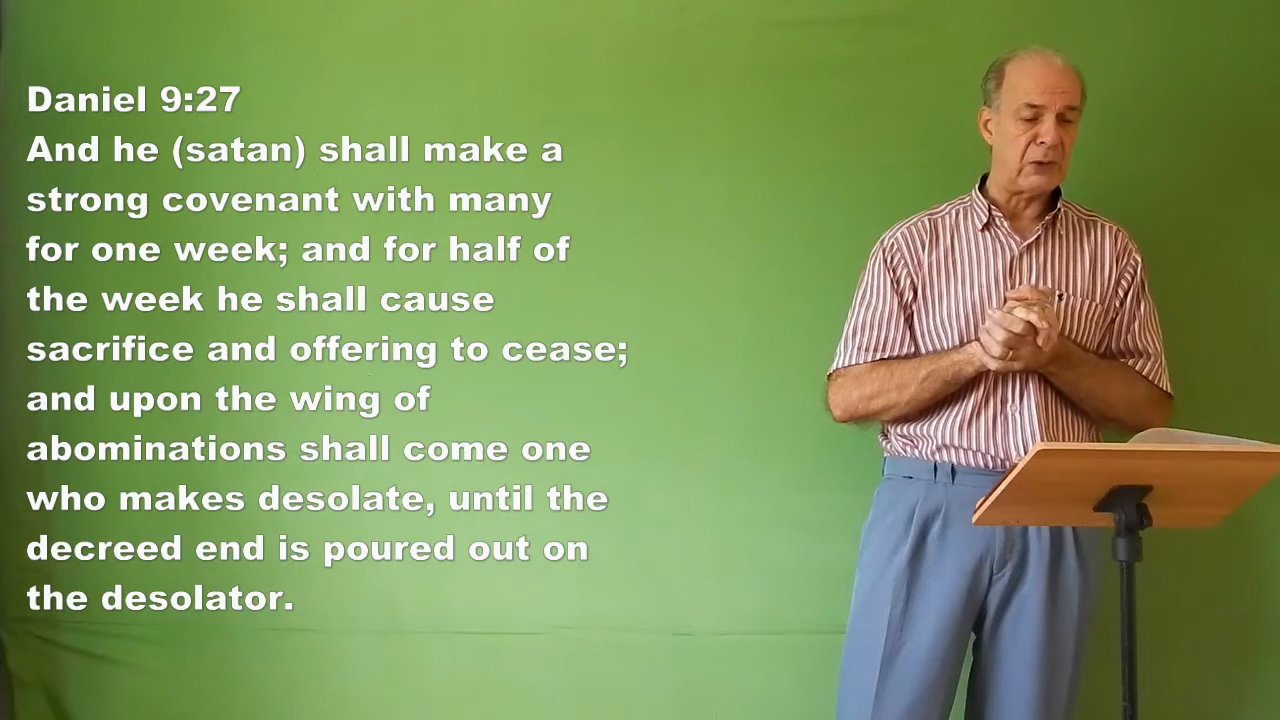 Daniel 9:27
And he (satan) shall make a
strong covenant with many
for one week; and for half of
the week he shall cause
sacrifice and offering to cease;
and upon the wing of
abominations shall come one
who makes desolate, until the
decreed end is poured out on
the desolator.